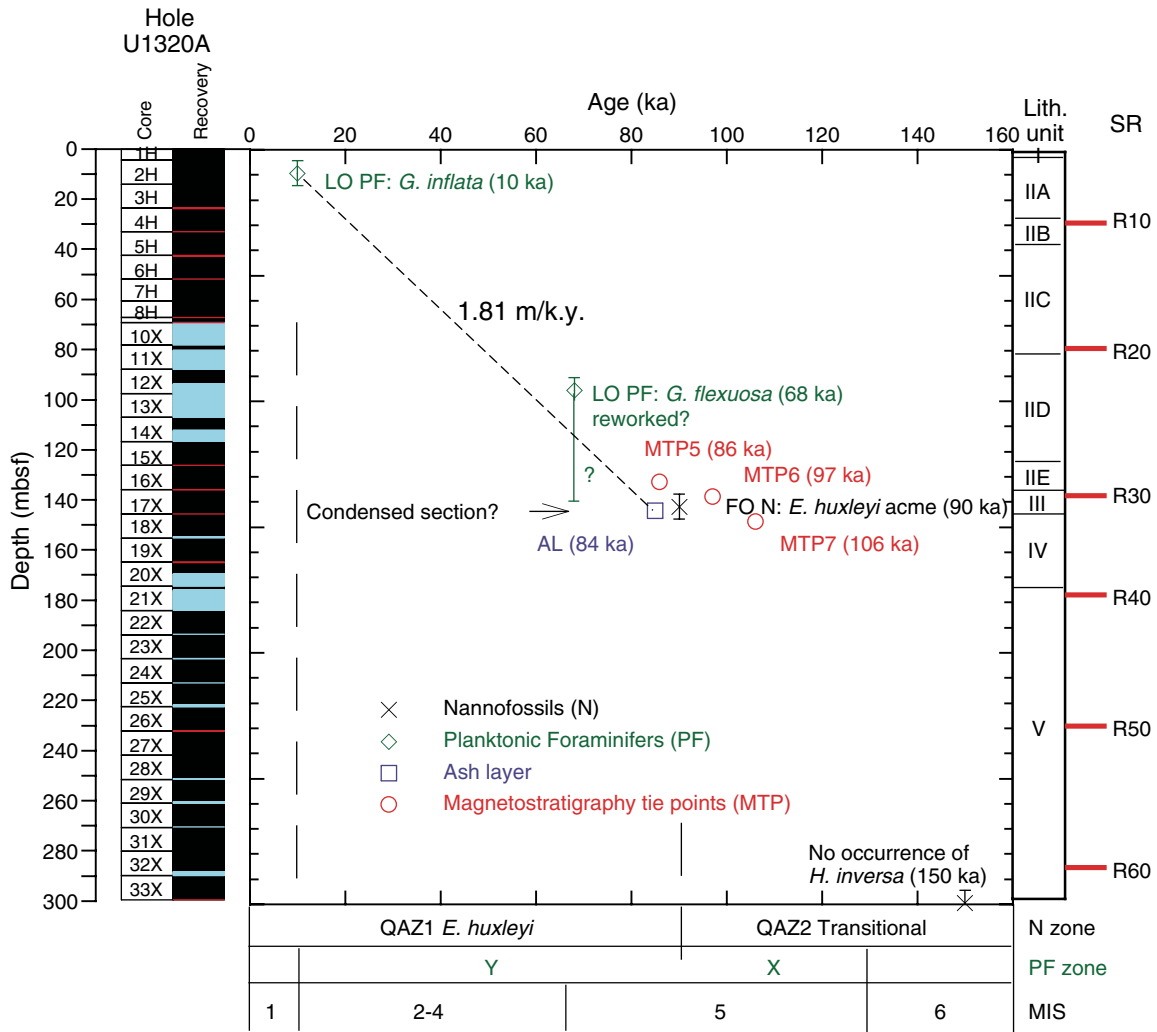 Hole
U1320A
Core
Recovery
Age (ka)
Lith.
unit
SR
0 20 40 60 80 100 120 140 160
Depth (mbsf)
0
20
40
60
80
100
120
140
160
180
200
220
240
260
280
300
1H
2H
3H
4H
5H
6H
7H
8H
10X
11X
12X
13X
14X
15X
16X
17X
18X
19X
20X
21X
22X
23X
24X
25X
26X
27X
28X
29X
30X
31X
32X
33X
LO PF: G. inflata (10 ka)
1.81 m/k.y.
LO PF: G. flexuosa (68 ka)
reworked?
MTP5 (86 ka)
?
MTP6 (97 ka)
Condensed section?
FO N: E. huxleyi acme (90 ka)
AL (84 ka)
MTP7 (106 ka)
Nannofossils (N)
Planktonic Foraminifers (PF)
Ash layer
Magnetostratigraphy tie points (MTP)
No occurrence of
H. inversa (150 ka)
IIA
IIB
IIC
IID
IIE
III
IV
V
R10
R20
R30
R40
R50
R60
QAZ1 E. huxleyi QAZ2 Transitional N zone
Y X PF zone
1 2-4 5 6 MIS